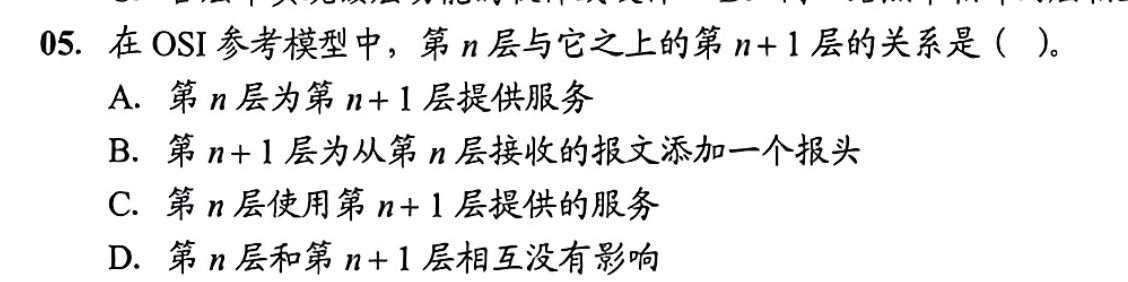 05. 在 OSI 参考模型中，第 n 层与它之上的第 n+1 层的关系是（ ）。
A. 第 n 层为第 n+1 层提供服务
B. 第 n+1 层为从第 n 层接收的报文添加一个报头
C. 第 n 层使用第 n+1 层提供的服务
D. 第 n 层和第 n+1 层相互没有影响